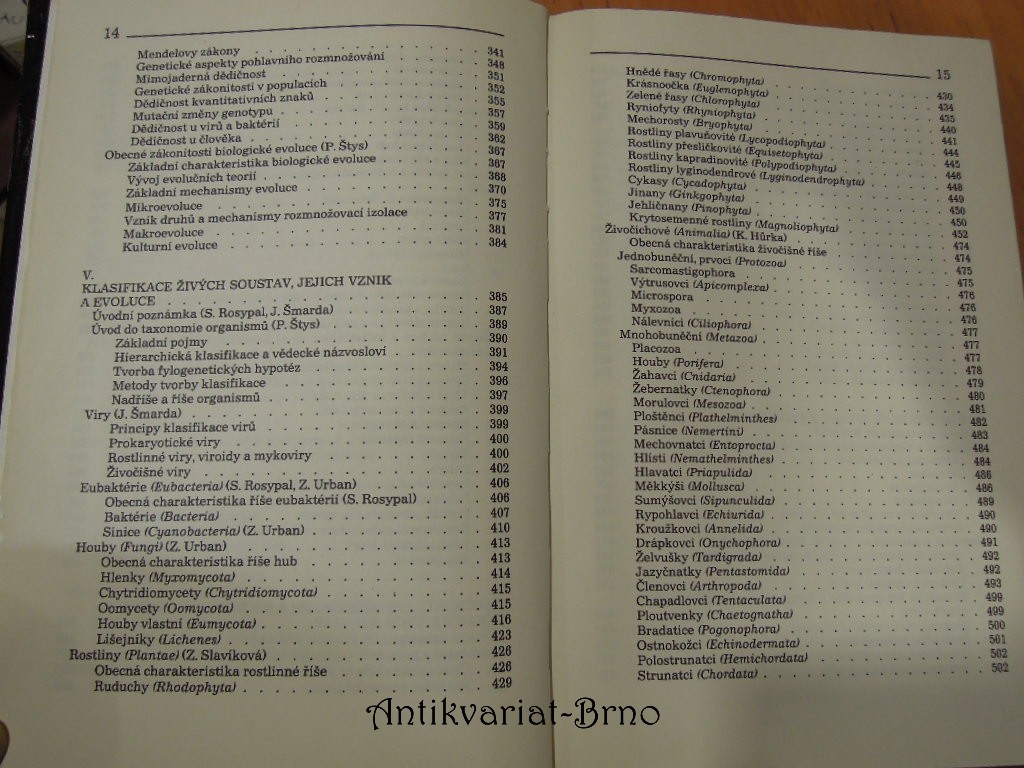 14
Mendelovy zákony . . . 341
Genetické aspekty pohlavního rozmnožování . . . 348
Mimojaderná dědičnost . . . 351
Genetické zákonitosti v populacích . . . 352
Dědičnost kvantitativních znaků . . . 355
Mutační změny genotypu . . . 357
Dědičnost u virů a baktérií . . . 359
Dědičnost u člověka . . . 362
Obecné zákonitosti biologické evoluce (P. Štys) . . . 367
Základní charakteristika biologické evoluce . . . 367
Vývoj evolučních teorií . . . 368
Základní mechanismy evoluce . . . 370
Mikroevoluce . . . 375
Vznik druhů a mechanismy rozmnožovací izolace . . . 377
Makroevoluce . . . 381
Kulturní evoluce . . . 384
V.
KLASIFIKACE ŽIVÝCH SOUSTAV, JEJICH VZNIK
A EVOLUCE . . . 385
Úvodní poznámka (S. Rosypal, J. Šmarda) . . . 387
Úvod do taxonomie organismů (P. Štys) . . . 389
Základní pojmy . . . 390
Hierarchická klasifikace a vědecké názvosloví . . . 391
Tvorba fylogenetických hypotéz . . . 394
Metody tvorby klasifikace . . . 396
Nadříše a říše organismů . . . 397
Viry (J. Šmarda) . . . 399
Principy klasifikace virů . . . 399
Prokaryotické viry . . . 400
Rostlinné viry, viroidy a mykoviry . . . 400
Živočišné viry . . . 402
Eubaktérie (Eubacteria) (S. Rosypal, Z. Urban) . . . 406
Obecná charakteristika říše eubaktérií (S. Rosypal) . . . 406
Baktérie (Bacteria) . . . 407
Sinice (Cyanobacteria) (Z. Urban) . . . 410
Houby (Fungi) (Z. Urban) . . . 413
Obecná charakteristika říše hub . . . 413
Hlenky (Myxomycota) . . . 414
Chytridiomycety (Chytridiomycota) . . . 415
Oomycety (Oomycota) . . . 415
Houby vlastní (Eumycota) . . . 416
Lišejníky (Lichenes) . . . 423
Rostliny (Plantae) (Z. Slavíková) . . . 426
Obecná charakteristika rostlinné říše . . . 426
Ruduchy (Rhodophyta) . . . 429
15
Hnědé řasy (Chromophyta) . . . 430
Krásnoočka (Euglenophyta) . . . 434
Zelené řasy (Chlorophyta) . . . 435
Ryniofyty (Rhyniophyta) . . . 440
Mechorosty (Bryophyta) . . . 441
Rostliny plavuňovité (Lycopodiophyta) . . . 444
Rostliny přesličkovité (Equisetophyta) . . . 445
Rostliny kapradinovité (Polypodiophyta) . . . 446
Rostliny lyginodendrové (Lyginodendrophyta) . . . 448
Cykasy (Cycadophyta) . . . 449
Jinany (Ginkgophyta) . . . 450
Jehličnany (Pinophyta) . . . 450
Krytosemenné rostliny (Magnoliophyta) . . . 452
Živočichové (Animalia) (K. Hůrka) . . . 474
Obecná charakteristika živočišné říše . . . 474
Jednobuněční, prvoci (Protozoa) . . . 475
Sarcomastigophora . . . 475
Výtrusovci (Apicomplexa) . . . 476
Microspora . . . 476
Myxozoa . . . 476
Nálevníci (Ciliophora) . . . 477
Mnohobuněční (Metazoa) . . . 477
Placozoa . . . 477
Houby (Porifera) . . . 478
Žahavci (Cnidaria) . . . 479
Žebernatky (Ctenophora) . . . 480
Morulovci (Mesozoa) . . . 481
Ploštěnci (Plathelminthes) . . . 482
Pásnice (Nemertini) . . . 483
Mechovnatci (Entoprocta) . . . 484
Hlísti (Nemathelminthes) . . . 484
Hlavatci (Priapulida) . . . 486
Měkkýši (Mollusca) . . . 486
Sumýšovci (Sipunculida) . . . 489
Rypohlavci (Echiurida) . . . 490
Kroužkovci (Annelida) . . . 490
Drápkovci (Onychophora) . . . 491
Želvušky (Tardigrada) . . . 492
Jazyčnatky (Pentastomida) . . . 492
Členovci (Arthropoda) . . . 493
Chapadlovci (Tentaculata) . . . 499
Ploutvenky (Chaetognatha) . . . 499
Bradatice (Pogonophora) . . . 500
Ostnokožci (Echinodermata) . . . 501
Polostrunatci (Hemichordata) . . . 502
Strunatci (Chordata) . . . 502
Antikvariat-Brno